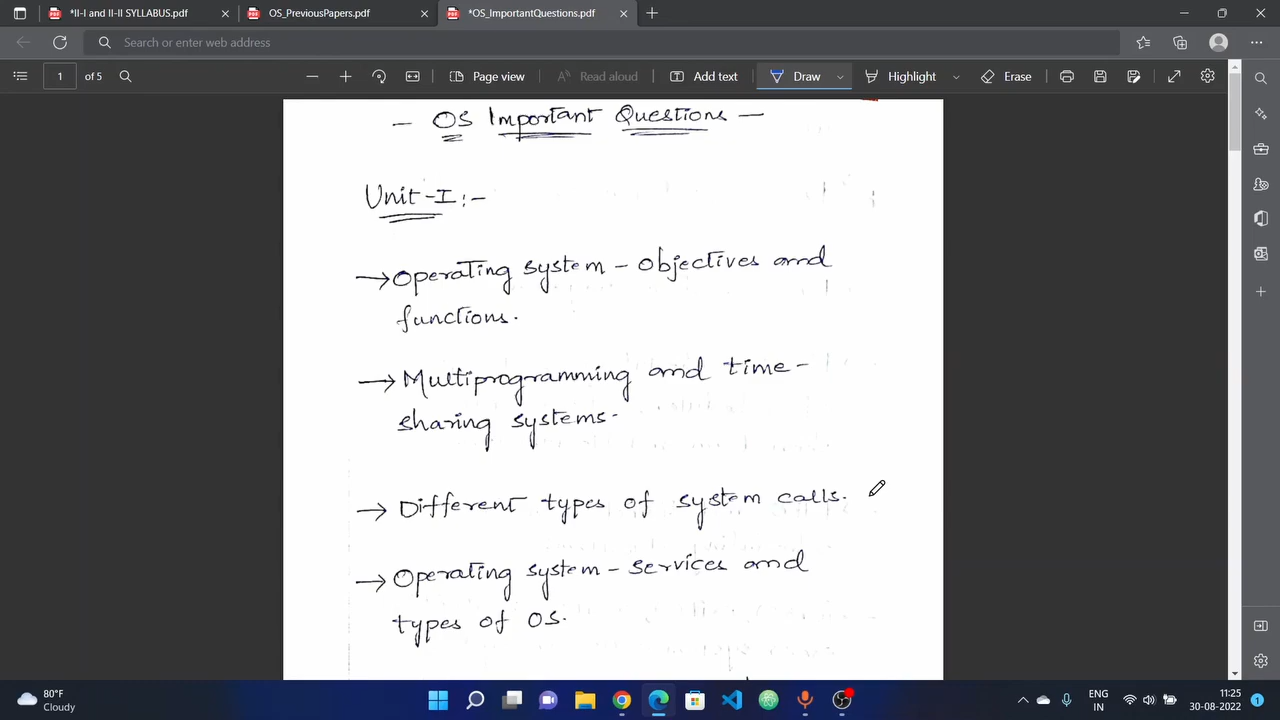 *II-I and II-II SYLLABUS.pdf
OS_PreviousPapers.pdf
*OS_ImportantQuestions.pdf
Search or enter web address
1 of 5
Page view
Read aloud
Add text
Draw
Highlight
Erase
- OS Important Questions -
Unit-I:-
→ Operating system - objectives and
functions.
→ Multiprogramming and time-
sharing systems.
→ Different types of system calls.
→ Operating system - services and
types of OS.
80°F
Cloudy
ENG
IN
11:25
30-08-2022
1